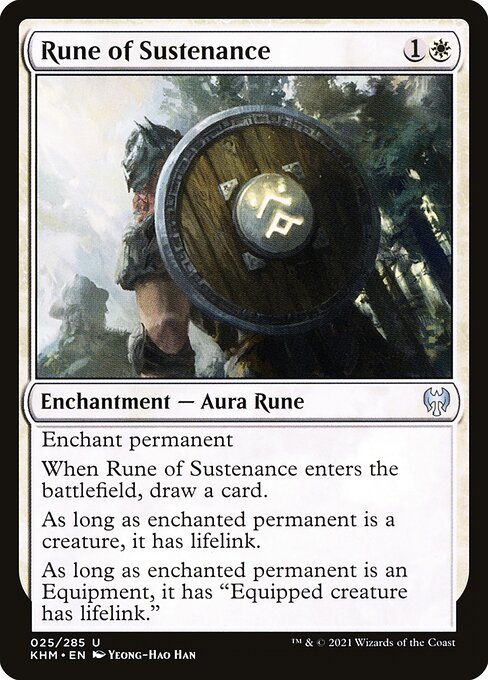 Rune of Sustenance 1
Enchantment — Aura Rune
Enchant permanent
When Rune of Sustenance enters the
battlefield, draw a card.
As long as enchanted permanent is a
creature, it has lifelink.
As long as enchanted permanent is an
Equipment, it has “Equipped creature
has lifelink.”
025/285 U
KHM • EN Yeong-Hao Han
™ & © 2021 Wizards of the Coast